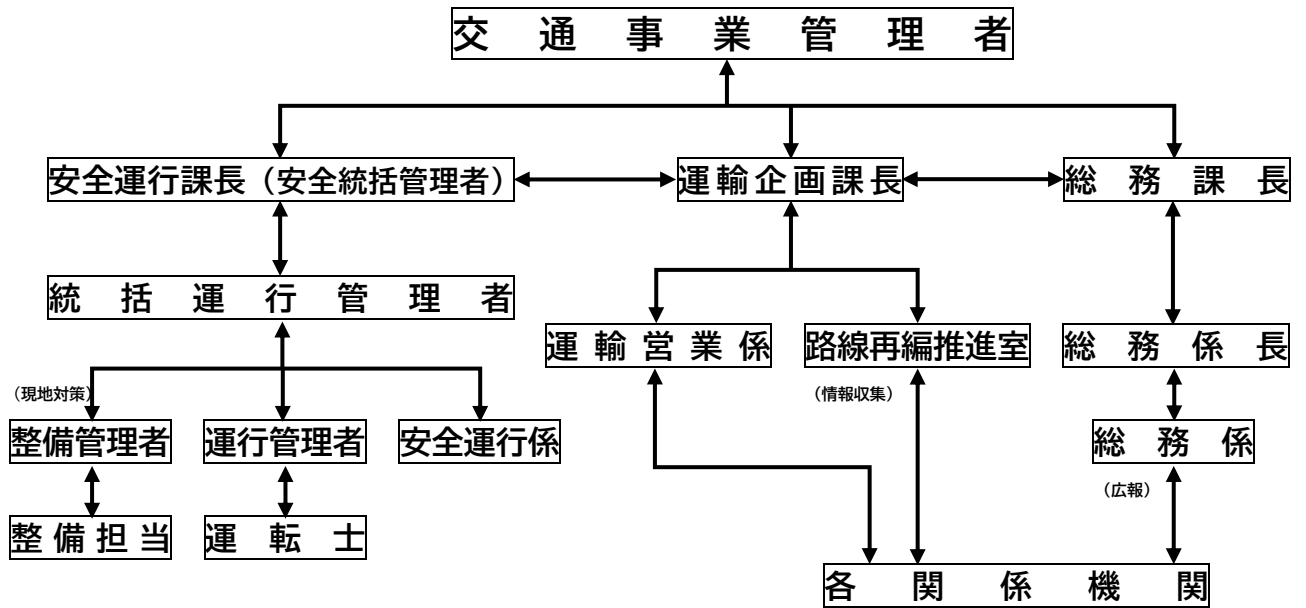 交通事業管理者
安全運行課長（安全統括管理者）
運輸企画課長
総務課長
統括運行管理者
運輸営業係
路線再編推進室
総務係長
（現地対策）
（情報収集）
整備管理者
運行管理者
安全運行係
総務係
（広報）
整備担当
運転士
各関係機関